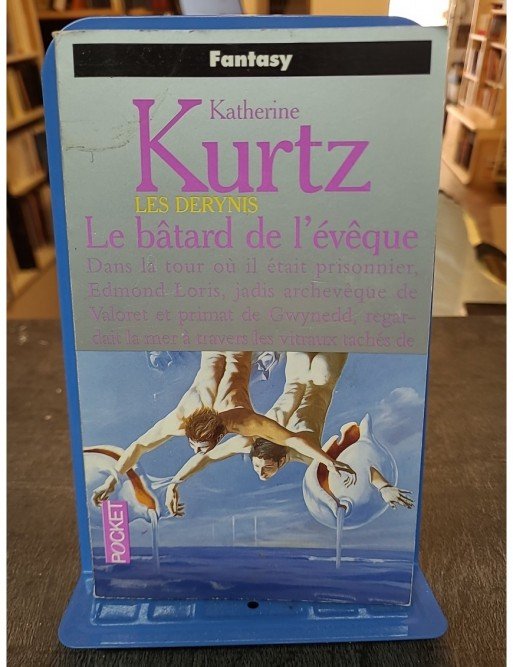 Fantasy
Katherine
Kurtz
LES DERYNIS
Le bâtard de l'évêque
Dans la tour où il était prisonnier,
Edmond Loris, jadis archevêque de
Valoret et primat de Gwynedd, regar-
dait la mer à travers les vitraux tachés de
POCKET